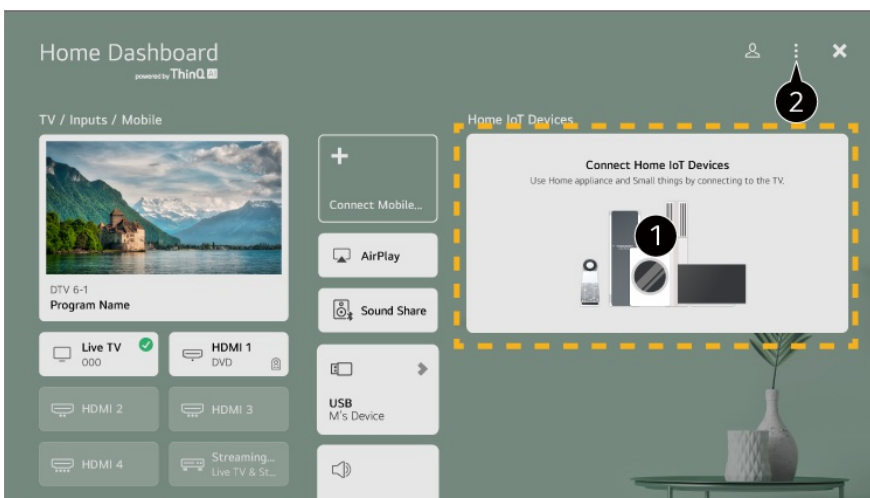 Home Dashboard
powered by ThinQ AI
2
TV / Inputs / Mobile
Home IoT Devices
Connect Home IoT Devices
Use Home appliance and Small things by connecting to the TV.
1
+
Connect Mobile...
AirPlay
DTV 6-1
Program Name
Sound Share
Live TV
000
HDMI 1
DVD
USB
M's Device
HDMI 2
HDMI 3
HDMI 4
Streaming...
Live TV & St...